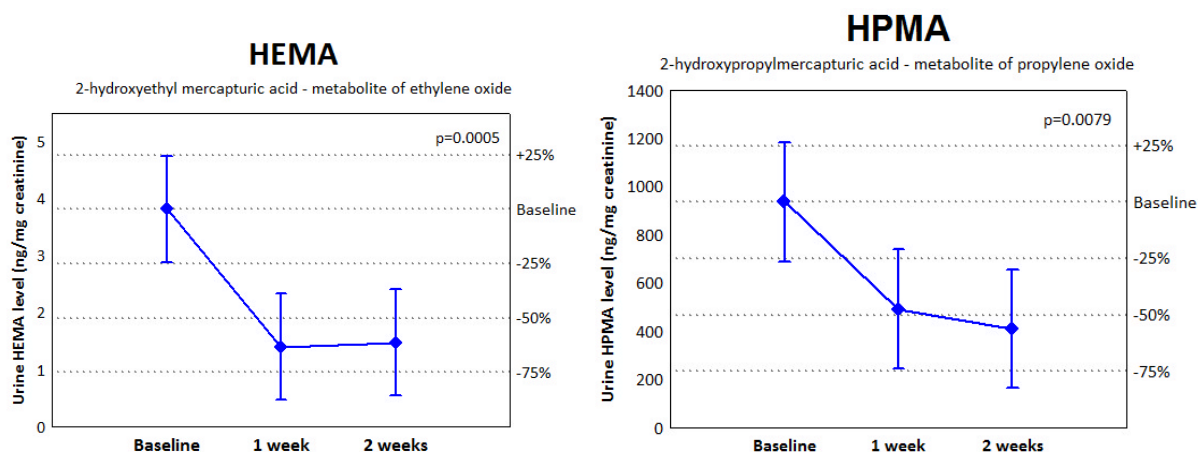 HEMA
2-hydroxyethyl mercapturic acid - metabolite of ethylene oxide
p=0.0005
Urine HEMA level (ng/mg creatinine)
5
4
3
2
1
0
+25%
Baseline
-25%
-50%
-75%
Baseline 1 week 2 weeks
HPMA
2-hydroxypropylmercapturic acid - metabolite of propylene oxide
p=0.0079
Urine HPMA level (ng/mg creatinine)
1400
1200
1000
800
600
400
200
0
+25%
Baseline
-25%
-50%
-75%
Baseline 1 week 2 weeks